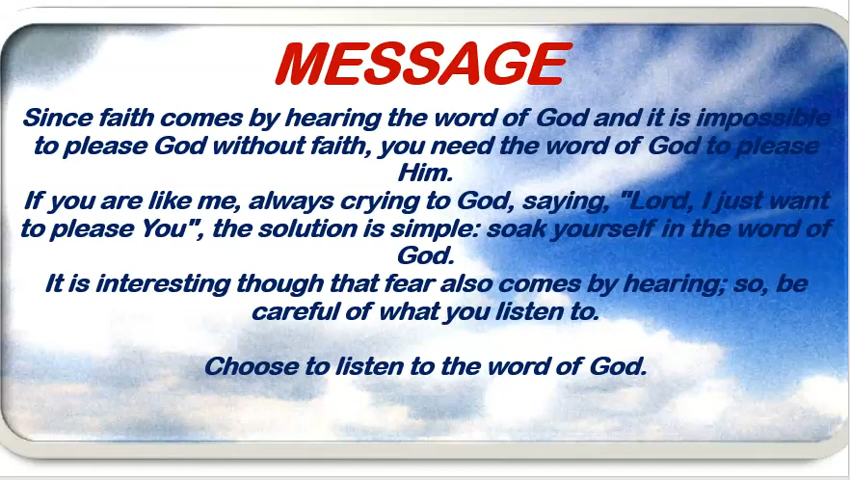 MESSAGE
Since faith comes by hearing the word of God and it is impossible
to please God without faith, you need the word of God to please
Him.
If you are like me, always crying to God, saying, "Lord, I just want
to please You", the solution is simple: soak yourself in the word of
God.
It is interesting though that fear also comes by hearing; so, be
careful of what you listen to.
Choose to listen to the word of God.